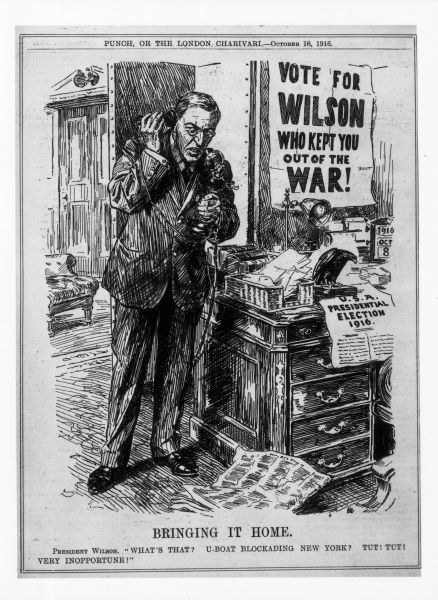 PUNCH, OR THE LONDON CHARIVARI.—OCTOBER 18, 1916.
VOTE FOR
WILSON
WHO KEPT YOU
OUT OF THE
WAR!
1916
OCT
8
U.S.A.
PRESIDENTIAL
ELECTION
1916.
BRINGING IT HOME.
PRESIDENT WILSON. "WHAT'S THAT? U-BOAT BLOCKADING NEW YORK? TUT! TUT!
VERY INOPPORTUNE!"